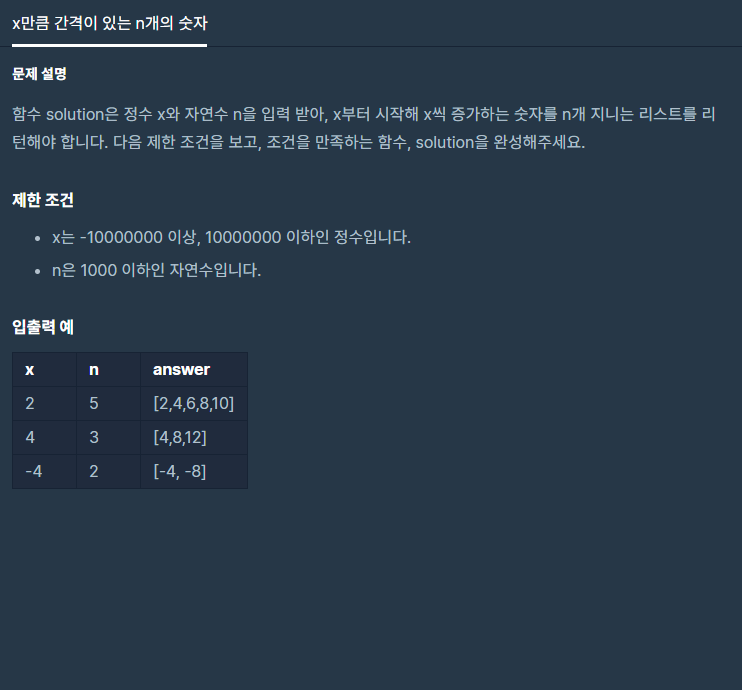 x만큼 간격이 있는 n개의 숫자
문제 설명
함수 solution은 정수 x와 자연수 n을 입력 받아, x부터 시작해 x씩 증가하는 숫자를 n개 지니는 리스트를 리
턴해야 합니다. 다음 제한 조건을 보고, 조건을 만족하는 함수, solution을 완성해주세요.
제한 조건
• x는 -10000000 이상, 10000000 이하인 정수입니다.
• n은 1000 이하인 자연수입니다.
입출력 예
x n answer
2 5 [2,4,6,8,10]
4 3 [4,8,12]
-4 2 [-4, -8]